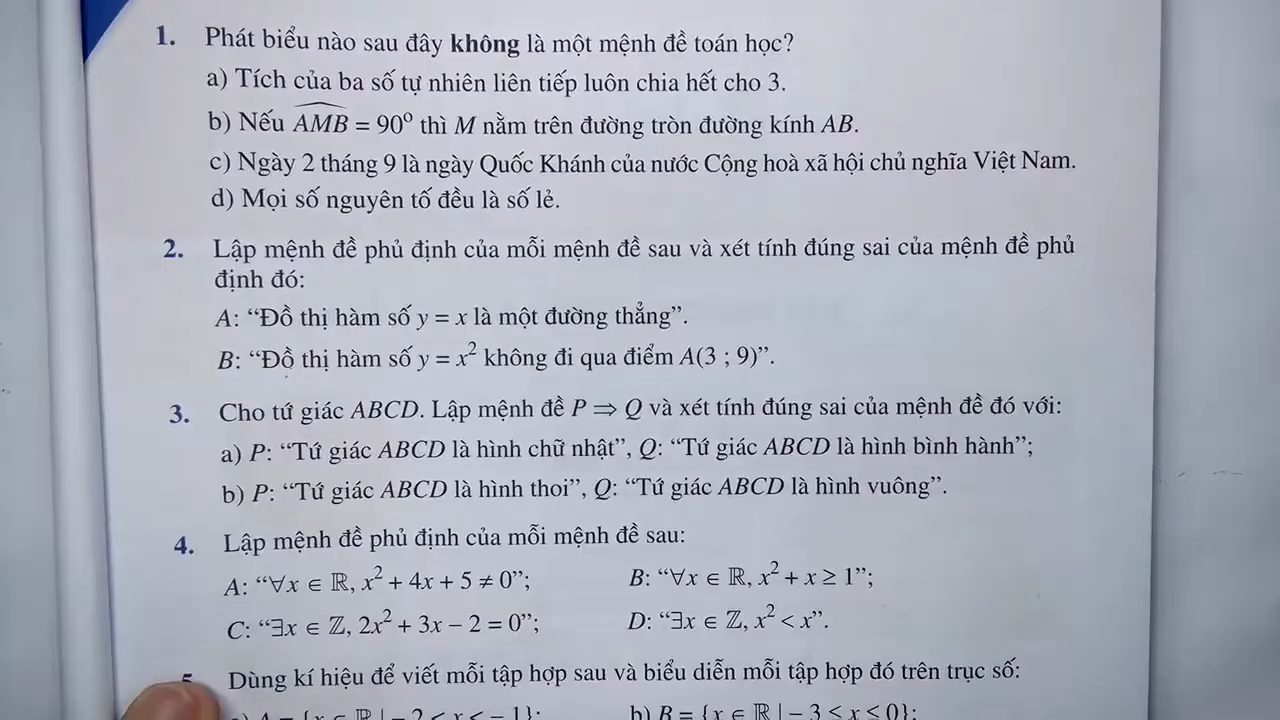 1. Phát biểu nào sau đây không là một mệnh đề toán học?
a) Tích của ba số tự nhiên liên tiếp luôn chia hết cho 3.
b) Nếu \widehat{AMB} = 90° thì M nằm trên đường tròn đường kính AB.
c) Ngày 2 tháng 9 là ngày Quốc Khánh của nước Cộng hoà xã hội chủ nghĩa Việt Nam.
d) Mọi số nguyên tố đều là số lẻ.
2. Lập mệnh đề phủ định của mỗi mệnh đề sau và xét tính đúng sai của mệnh đề phủ
định đó:
A: “Đồ thị hàm số y = x là một đường thẳng”.
B: “Đồ thị hàm số y = x² không đi qua điểm A(3 ; 9)”.
3. Cho tứ giác ABCD. Lập mệnh đề P ⇒ Q và xét tính đúng sai của mệnh đề đó với:
a) P: “Tứ giác ABCD là hình chữ nhật”, Q: “Tứ giác ABCD là hình bình hành”;
b) P: “Tứ giác ABCD là hình thoi”, Q: “Tứ giác ABCD là hình vuông”.
4. Lập mệnh đề phủ định của mỗi mệnh đề sau:
A: “∀x ∈ ℝ, x² + 4x + 5 ≠ 0”; B: “∀x ∈ ℝ, x² + x ≥ 1”;
C: “∃x ∈ ℤ, 2x² + 3x – 2 = 0”; D: “∃x ∈ ℤ, x² < x”.
Dùng kí hiệu để viết mỗi tập hợp sau và biểu diễn mỗi tập hợp đó trên trục số:
A = {x ∈ ℝ | – 2 < x < – 1}; b) B = {x ∈ ℝ | – 3 ≤ x ≤ 0};